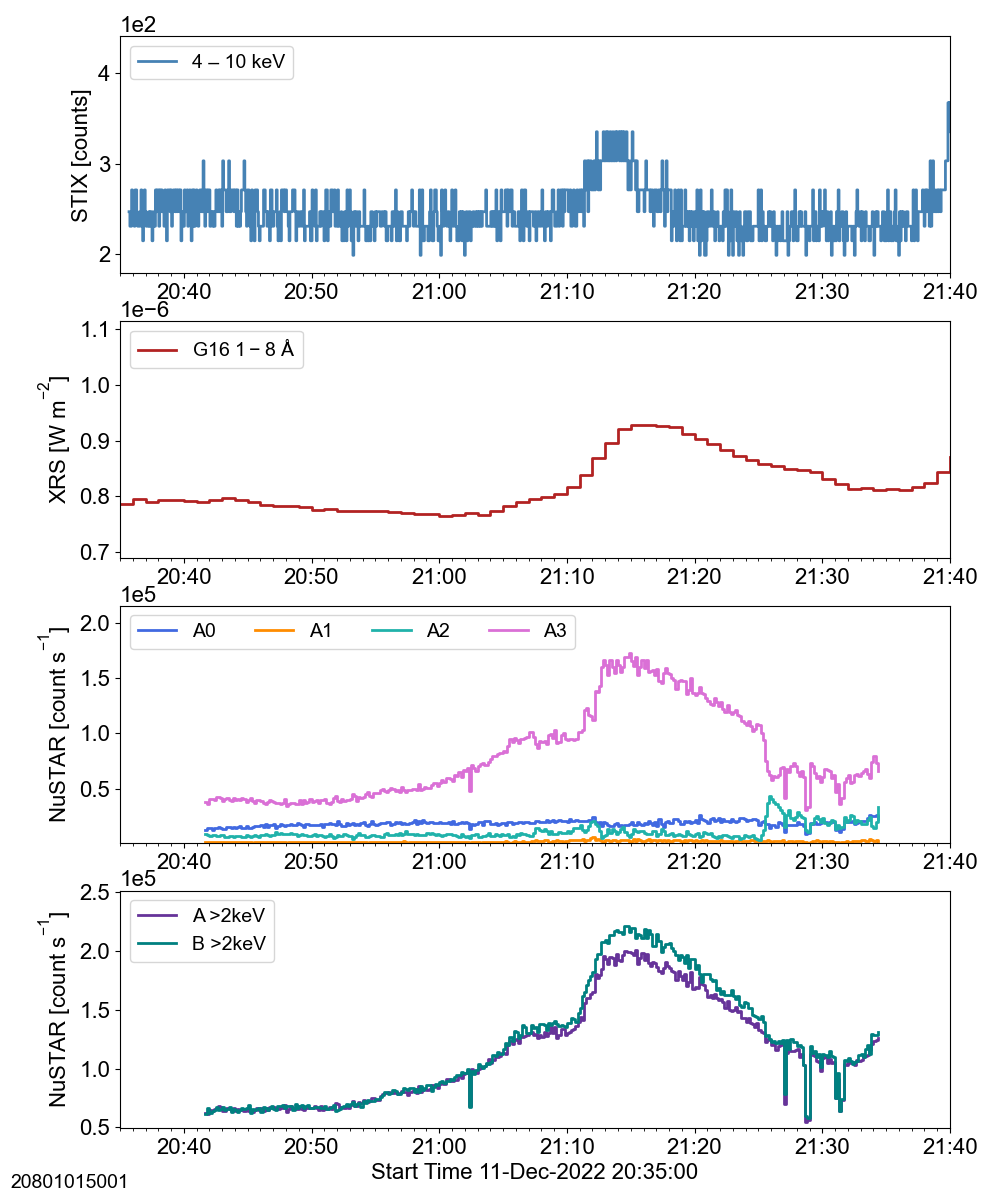 1e2
4 – 10 keV
STIX [counts]
4
3
2
20:40 20:50 21:00 21:10 21:20 21:30 21:40
1e−6
G16 1 – 8 Å
XRS [W m−2]
1.1
1.0
0.9
0.8
0.7
20:40 20:50 21:00 21:10 21:20 21:30 21:40
1e5
A0 A1 A2 A3
NuSTAR [count s−1]
2.0
1.5
1.0
0.5
20:40 20:50 21:00 21:10 21:20 21:30 21:40
1e5
A >2keV
B >2keV
NuSTAR [count s−1]
2.5
2.0
1.5
1.0
0.5
20:40 20:50 21:00 21:10 21:20 21:30 21:40
Start Time 11-Dec-2022 20:35:00
20801015001